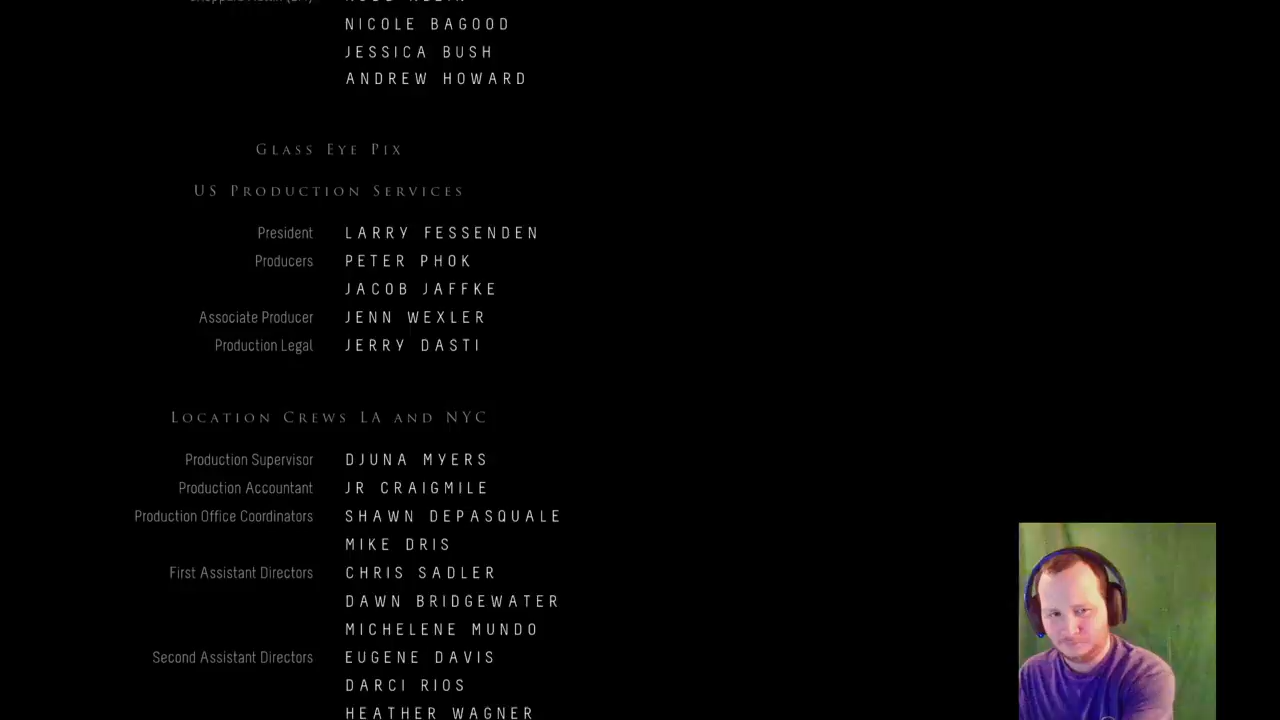 NICOLE BAGOOD
JESSICA BUSH
ANDREW HOWARD
GLASS EYE PIX
US PRODUCTION SERVICES
President LARRY FESSENDEN
Producers PETER PHOK
JACOB JAFFKE
Associate Producer JENN WEXLER
Production Legal JERRY DASTI
LOCATION CREWS LA AND NYC
Production Supervisor DJUNA MYERS
Production Accountant JR CRAIGMILE
Production Office Coordinators SHAWN DEPASQUALE
MIKE DRIS
First Assistant Directors CHRIS SADLER
DAWN BRIDGEWATER
MICHELENE MUNDO
Second Assistant Directors EUGENE DAVIS
DARCI RIOS
HEATHER WAGNER